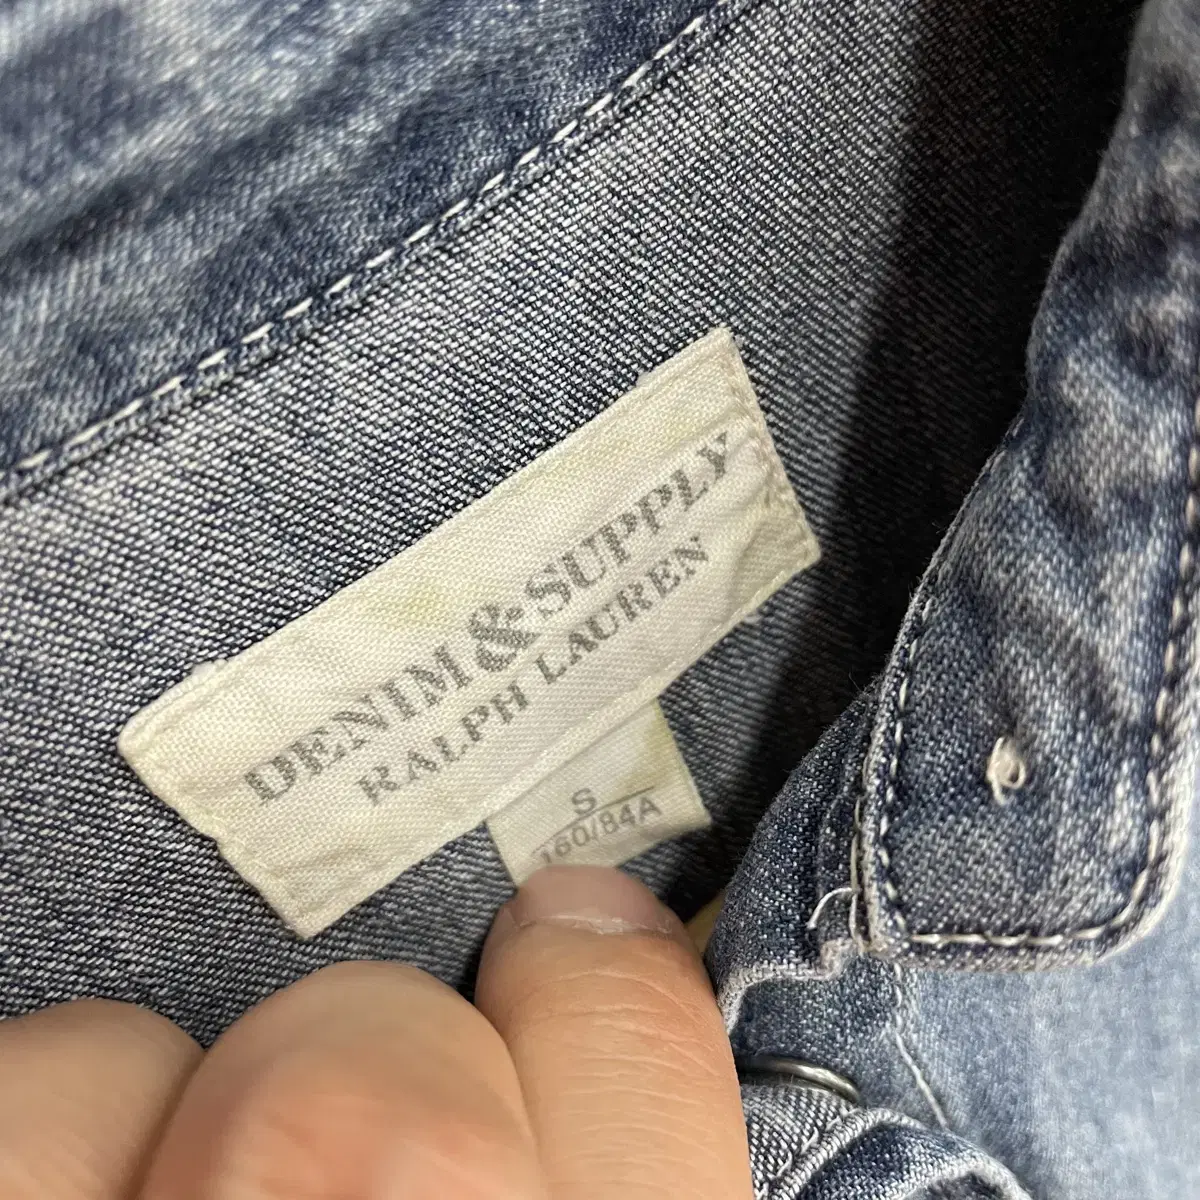 DENIM & SUPPLY
RALPH LAUREN
S
160/84A